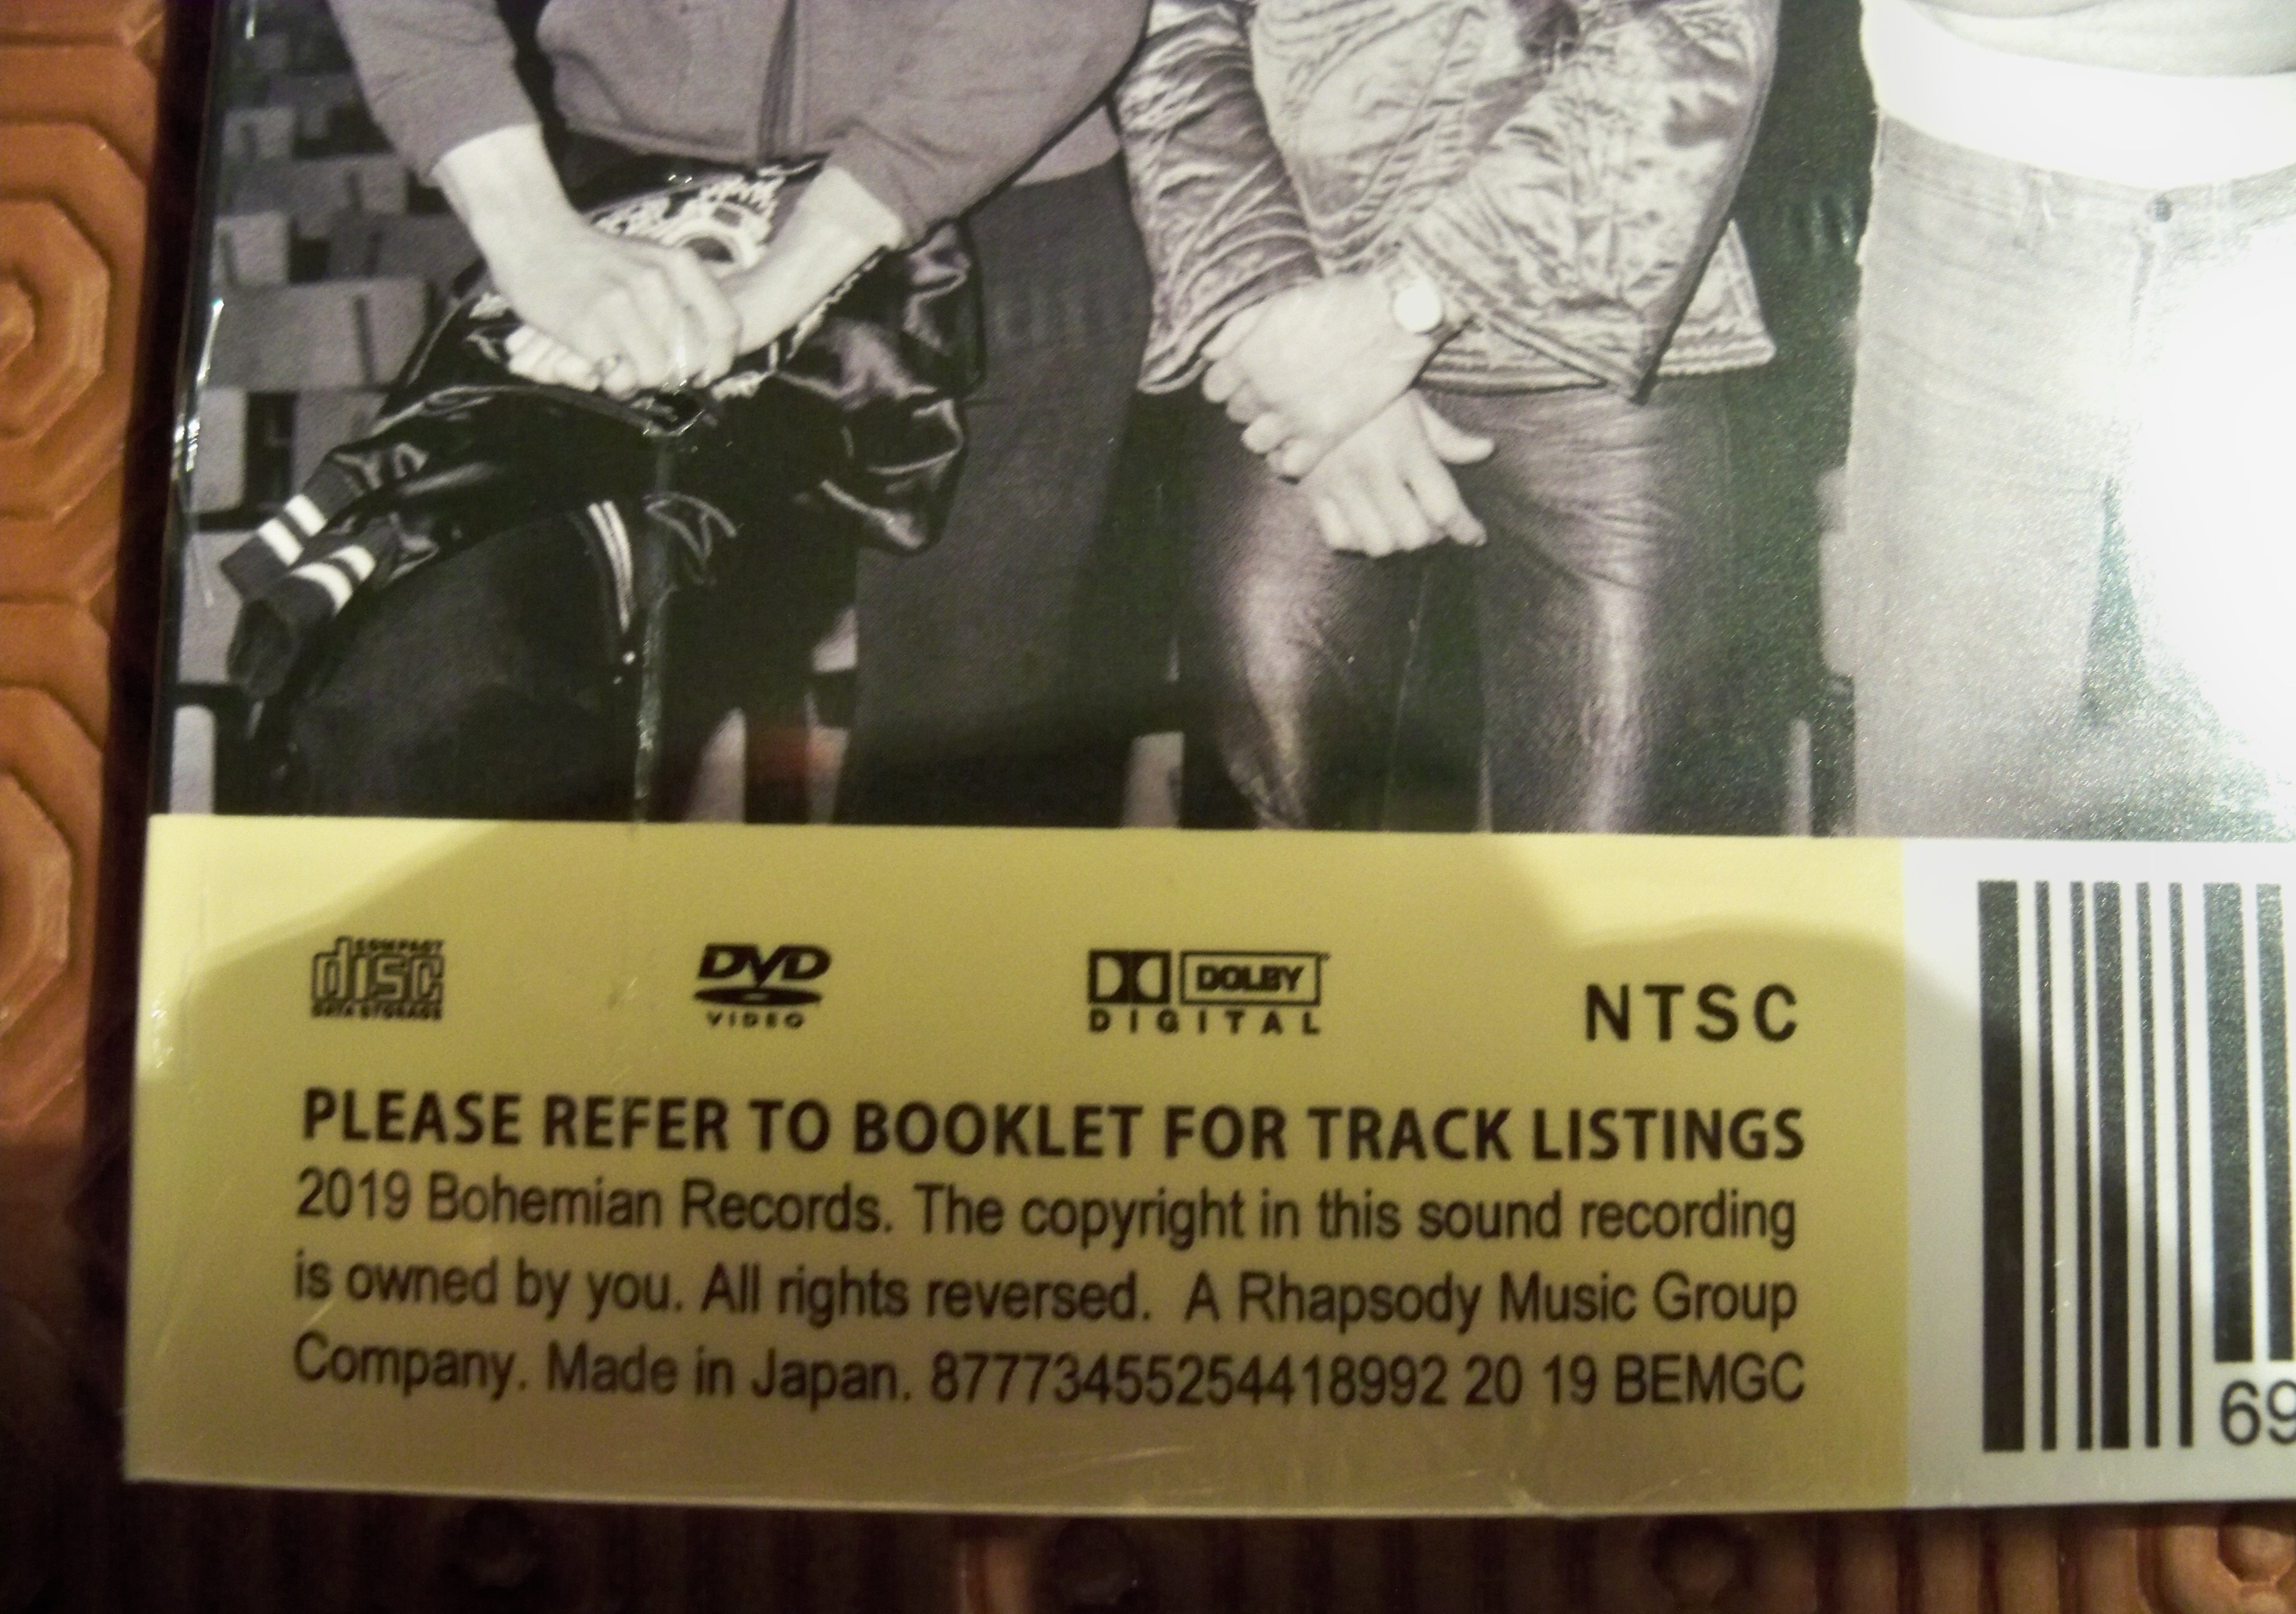 COMPACT
disc
DATA STORAGE
DVD
VIDEO
DOLBY
DIGITAL
NTSC
PLEASE REFER TO BOOKLET FOR TRACK LISTINGS
2019 Bohemian Records. The copyright in this sound recording
is owned by you. All rights reversed. A Rhapsody Music Group
Company. Made in Japan. 87773455254418992 20 19 BEMGC
69